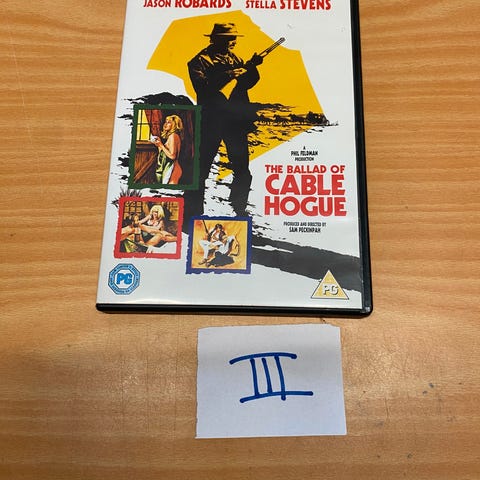 JASON ROBARDS STELLA STEVENS
A
PHIL FELDMAN
PRODUCTION
THE BALLAD OF
CABLE
HOGUE
PRODUCED AND DIRECTED BY
SAM PECKINPAH
PG
PG
III